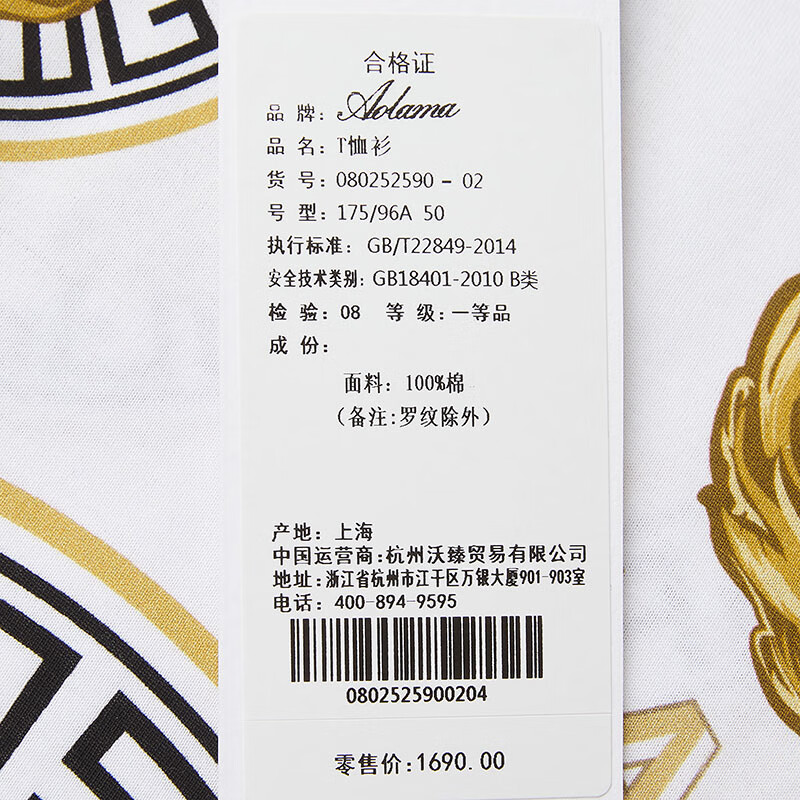 合格证
品 牌: Aolama
品 名: T恤衫
货 号: 080252590 - 02
号 型: 175/96A 50
执行标准: GB/T22849-2014
安全技术类别: GB18401-2010 B类
检 验: 08 等 级: 一等品
成 份:
面料: 100%棉
(备注:罗纹除外)
产地: 上海
中国运营商:杭州沃臻贸易有限公司
地址:浙江省杭州市江干区万银大厦901-903室
电话: 400-894-9595
0802525900204
零售价:1690.00